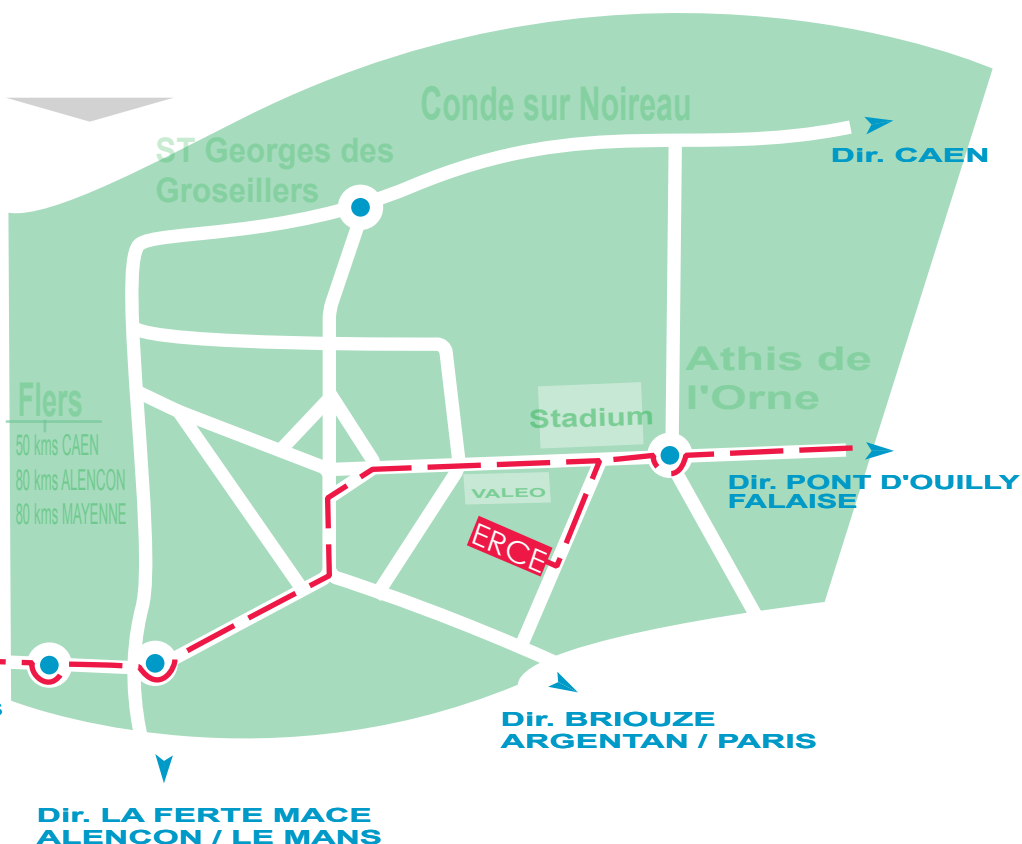 Conde sur Noireau
Dir. CAEN
ST Georges des
Groseillers
Athis de
l'Orne
Flers
50 kms CAEN
80 kms ALENCON
80 kms MAYENNE
Stadium
VALEO
Dir. PONT D'OUILLY
FALAISE
ERCE
Dir. BRIOUZE
ARGENTAN / PARIS
Dir. LA FERTE MACE
ALENCON / LE MANS